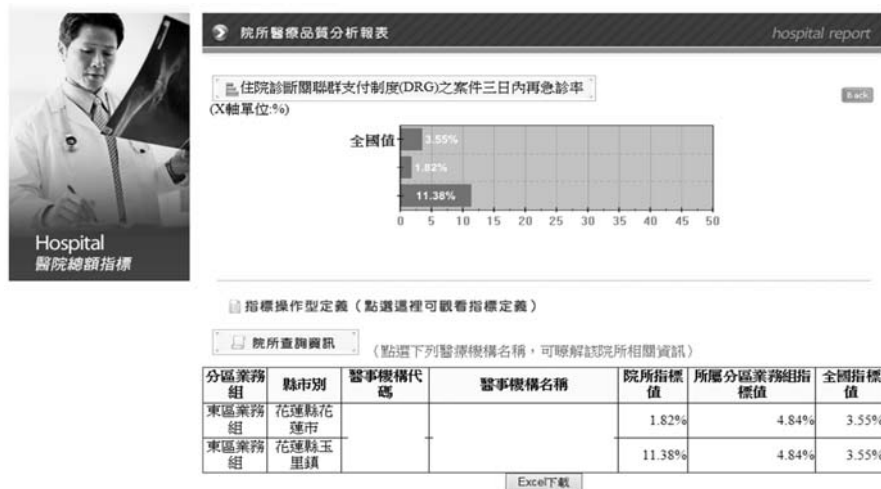 院所醫療品質分析報表
hospital report
住院診斷關聯群支付制度(DRG)之案件三日內再急診率
Back
(X軸單位:%)
全國值
3.55%
1.82%
11.38%
0 5 10 15 20 25 30 35 40 45 50
Hospital
醫院總額指標
指標操作型定義（點選這裡可觀看指標定義）
院所查詢資訊
（點選下列醫療機構名稱，可瞭解該院所相關資訊）
分區業務組 縣市別 醫事機構代碼 醫事機構名稱 院所指標值 所屬分區業務組指標值 全國指標值
東區業務組 花蓮縣花蓮市 1.82% 4.84% 3.55%
東區業務組 花蓮縣玉里鎮 11.38% 4.84% 3.55%
Excel下載